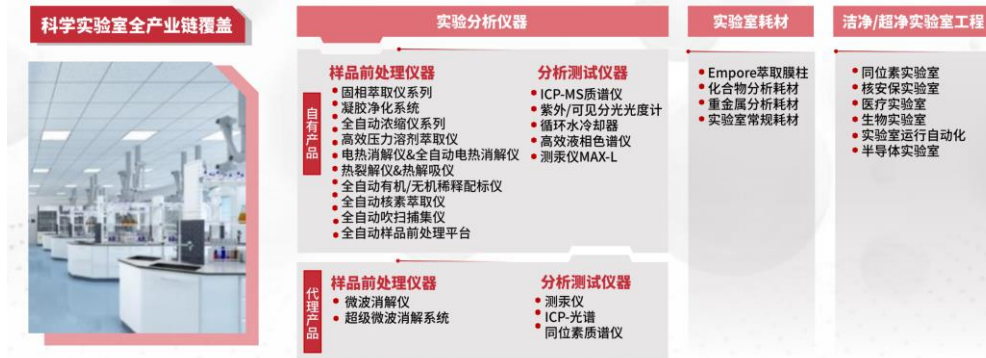 科学实验室全产业链覆盖
实验分析仪器
自有产品
样品前处理仪器
固相萃取仪系列
凝胶净化系统
全自动浓缩仪系列
高效压力溶剂萃取仪
电热消解仪&全自动电热消解仪
热裂解仪&热解吸仪
全自动有机/无机稀释配标仪
全自动核素萃取仪
全自动吹扫捕集仪
全自动样品前处理平台
分析测试仪器
ICP-MS质谱仪
紫外/可见分光光度计
循环水冷却器
高效液相色谱仪
测汞仪MAX-L
代理产品
样品前处理仪器
微波消解仪
超级微波消解系统
分析测试仪器
测汞仪
ICP-光谱
同位素质谱仪
实验室耗材
Empore萃取膜柱
化合物分析耗材
重金属分析耗材
实验室常规耗材
洁净/超净实验室工程
同位素实验室
核安保实验室
医疗实验室
生物实验室
实验室运行自动化
半导体实验室